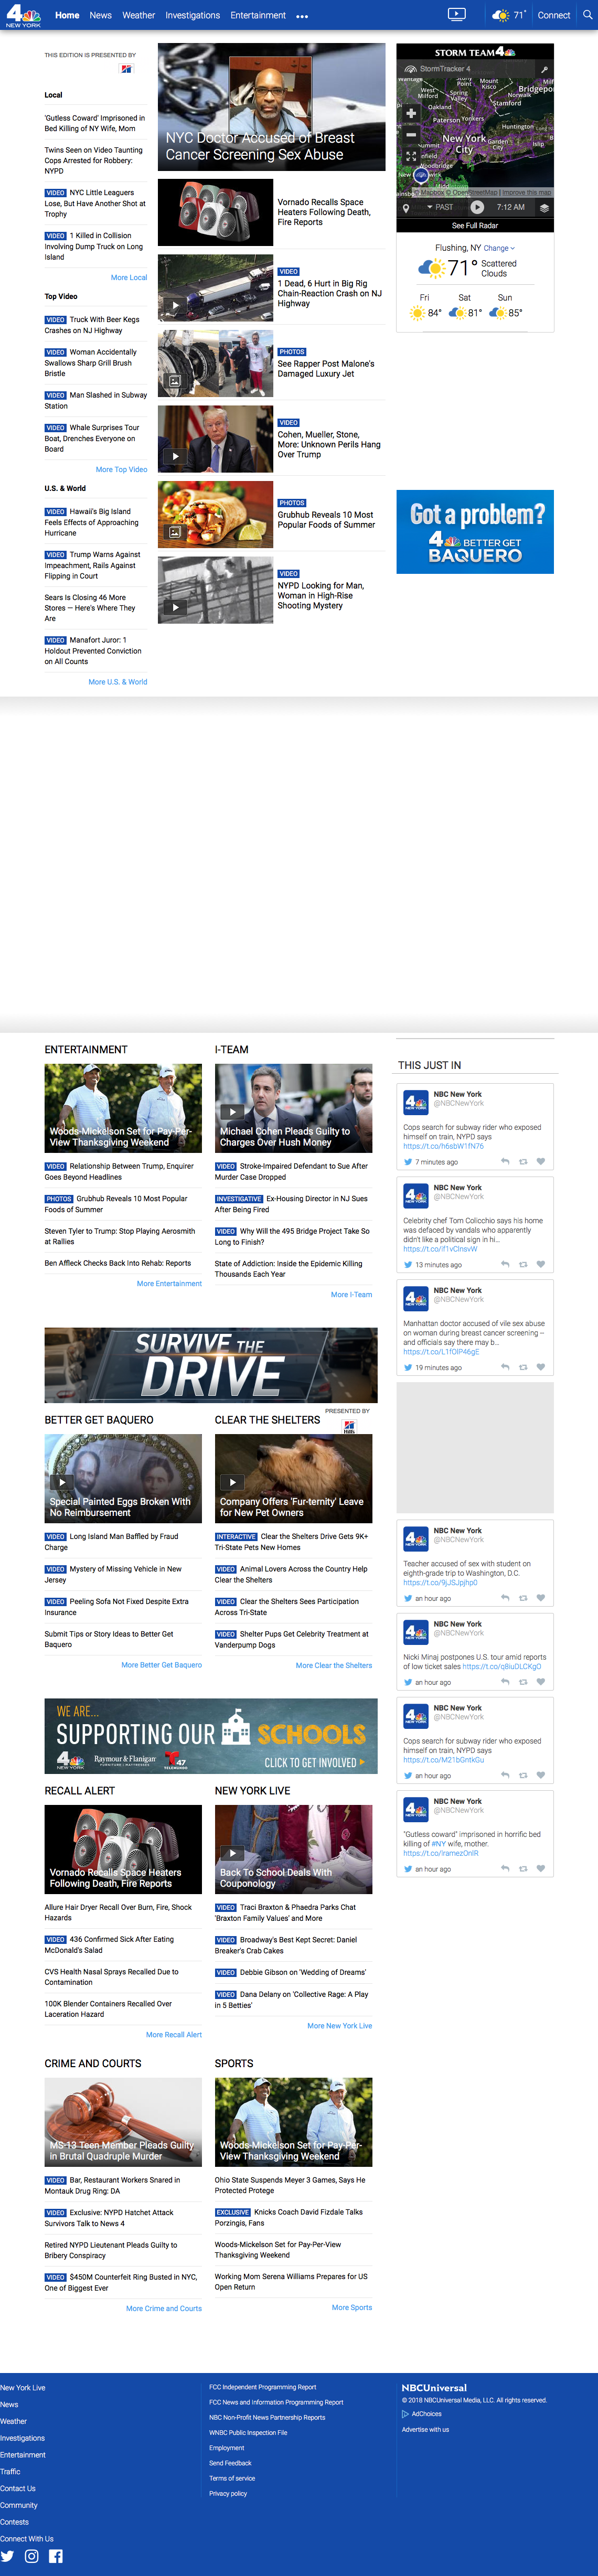 4
NEW YORK
Home
News
Weather
Investigations
Entertainment
71°
Connect
THIS EDITION IS PRESENTED BY
Local
'Gutless Coward' Imprisoned in
Bed Killing of NY Wife, Mom
Twins Seen on Video Taunting
Cops Arrested for Robbery:
NYPD
VIDEO NYC Little Leaguers
Lose, But Have Another Shot at
Trophy
VIDEO 1 Killed in Collision
Involving Dump Truck on Long
Island
More Local
Top Video
VIDEO Truck With Beer Kegs
Crashes on NJ Highway
VIDEO Woman Accidentally
Swallows Sharp Grill Brush
Bristle
VIDEO Man Slashed in Subway
Station
VIDEO Whale Surprises Tour
Boat, Drenches Everyone on
Board
More Top Video
U.S. & World
VIDEO Hawaii's Big Island
Feels Effects of Approaching
Hurricane
VIDEO Trump Warns Against
Impeachment, Rails Against
Flipping in Court
Sears Is Closing 46 More
Stores — Here's Where They
Are
VIDEO Manafort Juror: 1
Holdout Prevented Conviction
on All Counts
More U.S. & World
NYC Doctor Accused of Breast
Cancer Screening Sex Abuse
Vornado Recalls Space
Heaters Following Death,
Fire Reports
VIDEO
1 Dead, 6 Hurt in Big Rig
Chain-Reaction Crash on NJ
Highway
PHOTOS
See Rapper Post Malone's
Damaged Luxury Jet
VIDEO
Cohen, Mueller, Stone,
More: Unknown Perils Hang
Over Trump
PHOTOS
Grubhub Reveals 10 Most
Popular Foods of Summer
VIDEO
NYPD Looking for Man,
Woman in High-Rise
Shooting Mystery
STORM TEAM 4
StormTracker 4
West Milford
Spring Valley
Mount Kisco
Norwalk
Bridgepo
Stamford
Oakland
Paterson
Yonkers
Huntington
New York City
Garden City
Islip
Woodbridge
© Mapbox © OpenStreetMap | Improve this map
PAST
7:12 AM
See Full Radar
Flushing, NY Change
71° Scattered
Clouds
Fri
Sat
Sun
84°
81°
85°
Got a problem?
4 BETTER GET
BAQUERO
ENTERTAINMENT
Woods-Mickelson Set for Pay-Per-
View Thanksgiving Weekend
VIDEO Relationship Between Trump, Enquirer
Goes Beyond Headlines
PHOTOS Grubhub Reveals 10 Most Popular
Foods of Summer
Steven Tyler to Trump: Stop Playing Aerosmith
at Rallies
Ben Affleck Checks Back Into Rehab: Reports
More Entertainment
I-TEAM
Michael Cohen Pleads Guilty to
Charges Over Hush Money
VIDEO Stroke-Impaired Defendant to Sue After
Murder Case Dropped
INVESTIGATIVE Ex-Housing Director in NJ Sues
After Being Fired
VIDEO Why Will the 495 Bridge Project Take So
Long to Finish?
State of Addiction: Inside the Epidemic Killing
Thousands Each Year
More I-Team
SURVIVE THE
DRIVE
BETTER GET BAQUERO
Special Painted Eggs Broken With
No Reimbursement
VIDEO Long Island Man Baffled by Fraud
Charge
VIDEO Mystery of Missing Vehicle in New
Jersey
VIDEO Peeling Sofa Not Fixed Despite Extra
Insurance
Submit Tips or Story Ideas to Better Get
Baquero
More Better Get Baquero
PRESENTED BY
Hill's
CLEAR THE SHELTERS
Company Offers 'Fur-ternity' Leave
for New Pet Owners
INTERACTIVE Clear the Shelters Drive Gets 9K+
Tri-State Pets New Homes
VIDEO Animal Lovers Across the Country Help
Clear the Shelters
VIDEO Clear the Shelters Sees Participation
Across Tri-State
VIDEO Shelter Pups Get Celebrity Treatment at
Vanderpump Dogs
More Clear the Shelters
WE ARE...
SUPPORTING OUR SCHOOLS
4 NEW YORK
Raymour & Flanigan
FURNITURE | MATTRESSES
47
TELEMUNDO
CLICK TO GET INVOLVED
RECALL ALERT
Vornado Recalls Space Heaters
Following Death, Fire Reports
Allure Hair Dryer Recall Over Burn, Fire, Shock
Hazards
VIDEO 436 Confirmed Sick After Eating
McDonald's Salad
CVS Health Nasal Sprays Recalled Due to
Contamination
100K Blender Containers Recalled Over
Laceration Hazard
More Recall Alert
NEW YORK LIVE
Back To School Deals With
Couponology
VIDEO Traci Braxton & Phaedra Parks Chat
'Braxton Family Values' and More
VIDEO Broadway's Best Kept Secret: Daniel
Breaker's Crab Cakes
VIDEO Debbie Gibson on 'Wedding of Dreams'
VIDEO Dana Delany on 'Collective Rage: A Play
in 5 Betties'
More New York Live
CRIME AND COURTS
MS-13 Teen Member Pleads Guilty
in Brutal Quadruple Murder
VIDEO Bar, Restaurant Workers Snared in
Montauk Drug Ring: DA
VIDEO Exclusive: NYPD Hatchet Attack
Survivors Talk to News 4
Retired NYPD Lieutenant Pleads Guilty to
Bribery Conspiracy
VIDEO $450M Counterfeit Ring Busted in NYC,
One of Biggest Ever
More Crime and Courts
SPORTS
Woods-Mickelson Set for Pay-Per-
View Thanksgiving Weekend
Ohio State Suspends Meyer 3 Games, Says He
Protected Protege
EXCLUSIVE Knicks Coach David Fizdale Talks
Porzingis, Fans
Woods-Mickelson Set for Pay-Per-View
Thanksgiving Weekend
Working Mom Serena Williams Prepares for US
Open Return
More Sports
THIS JUST IN
NBC New York
@NBCNewYork
Cops search for subway rider who exposed
himself on train, NYPD says
https://t.co/h6sbW1fN76
7 minutes ago
NBC New York
@NBCNewYork
Celebrity chef Tom Colicchio says his home
was defaced by vandals who apparently
didn't like a political sign in hi...
https://t.co/if1vClnsvW
13 minutes ago
NBC New York
@NBCNewYork
Manhattan doctor accused of vile sex abuse
on woman during breast cancer screening --
and officials say there may b...
https://t.co/L1fOlP46gE
19 minutes ago
NBC New York
@NBCNewYork
Teacher accused of sex with student on
eighth-grade trip to Washington, D.C.
https://t.co/9jJSJpjhp0
an hour ago
NBC New York
@NBCNewYork
Nicki Minaj postpones U.S. tour amid reports
of low ticket sales https://t.co/q8iuDLCKgO
an hour ago
NBC New York
@NBCNewYork
Cops search for subway rider who exposed
himself on train, NYPD says
https://t.co/M21bGntkGu
an hour ago
NBC New York
@NBCNewYork
"Gutless coward" imprisoned in horrific bed
killing of #NY wife, mother.
https://t.co/IramezOnIR
an hour ago
New York Live
News
Weather
Investigations
Entertainment
Traffic
Contact Us
Community
Contests
Connect With Us
FCC Independent Programming Report
FCC News and Information Programming Report
NBC Non-Profit News Partnership Reports
WNBC Public Inspection File
Employment
Send Feedback
Terms of service
Privacy policy
NBCUniversal
© 2018 NBCUniversal Media, LLC. All rights reserved.
AdChoices
Advertise with us